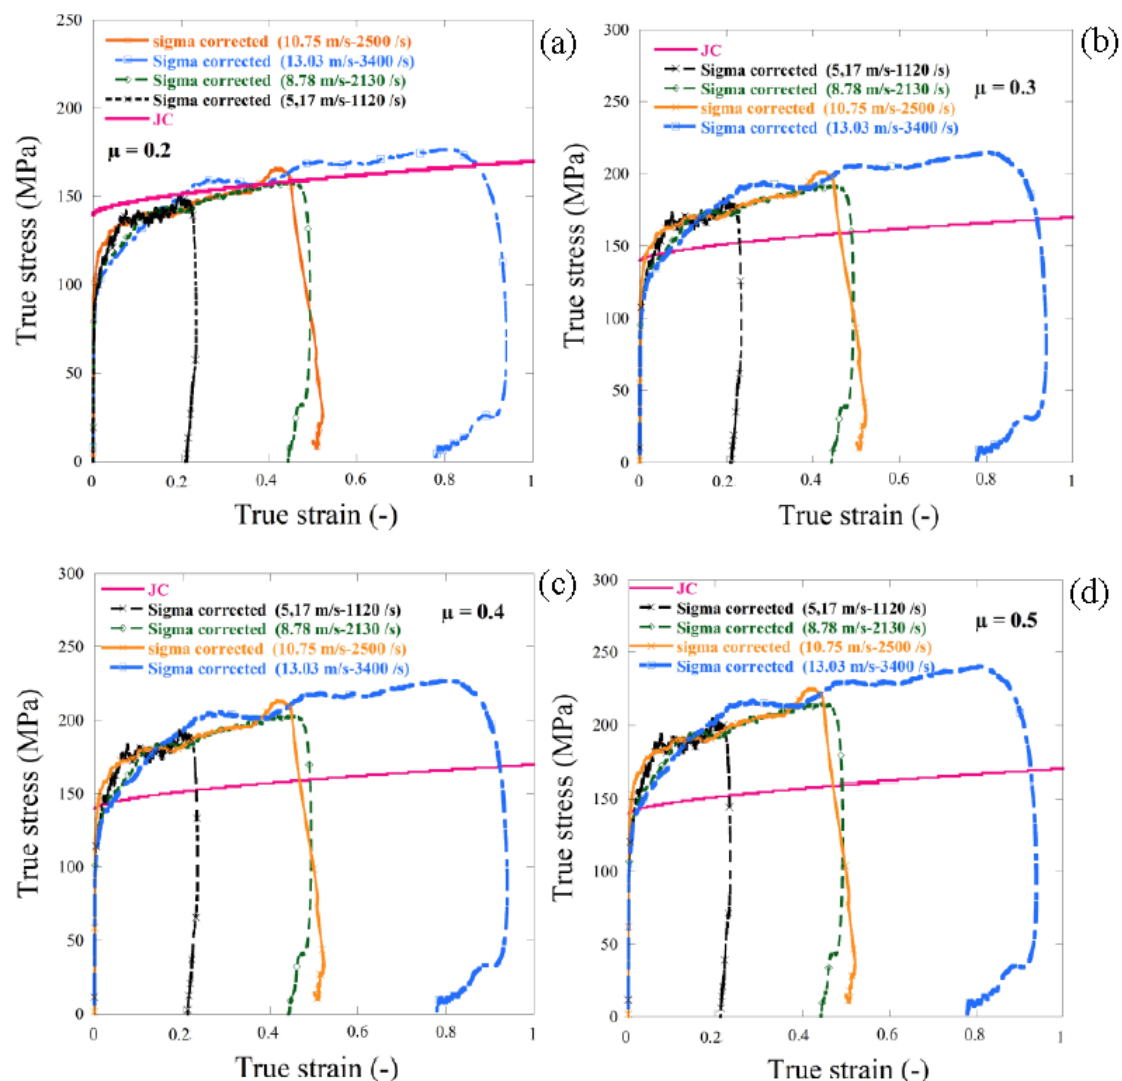 (a)
sigma corrected (10.75 m/s-2500 /s)
Sigma corrected (13.03 m/s-3400 /s)
Sigma corrected (8.78 m/s-2130 /s)
Sigma corrected (5,17 m/s-1120 /s)
JC
μ = 0.2
250
200
150
100
50
0
True stress (MPa)
0 0.2 0.4 0.6 0.8 1
True strain (-)
(b)
JC
Sigma corrected (5,17 m/s-1120 /s)
Sigma corrected (8.78 m/s-2130 /s)
sigma corrected (10.75 m/s-2500 /s)
Sigma corrected (13.03 m/s-3400 /s)
μ = 0.3
300
250
200
150
100
50
0
True stress (MPa)
0 0.2 0.4 0.6 0.8 1
True strain (-)
(c)
JC
Sigma corrected (5,17 m/s-1120 /s)
Sigma corrected (8.78 m/s-2130 /s)
sigma corrected (10.75 m/s-2500 /s)
Sigma corrected (13.03 m/s-3400 /s)
μ = 0.4
300
250
200
150
100
50
0
True stress (MPa)
0 0.2 0.4 0.6 0.8 1
True strain (-)
(d)
JC
Sigma corrected (5,17 m/s-1120 /s)
Sigma corrected (8.78 m/s-2130 /s)
sigma corrected (10.75 m/s-2500 /s)
Sigma corrected (13.03 m/s-3400 /s)
μ = 0.5
300
250
200
150
100
50
0
True stress (MPa)
0 0.2 0.4 0.6 0.8 1
True strain (-)